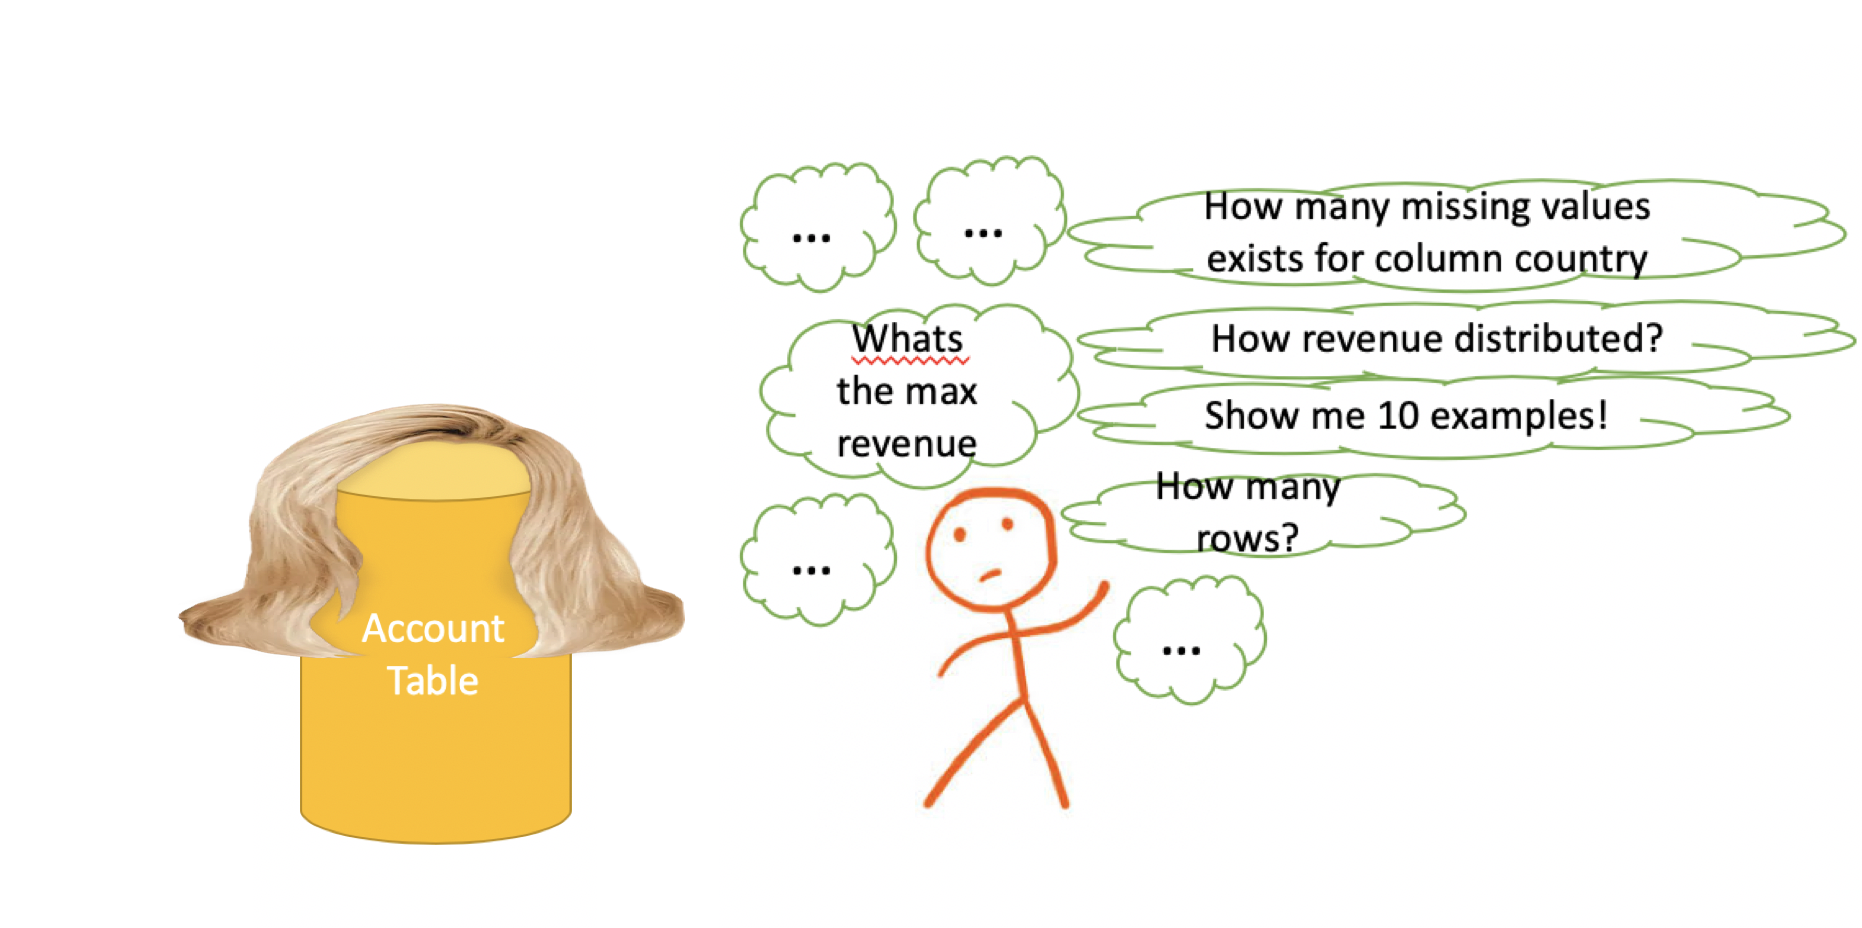 ...
...
How many missing values
exists for column country
Whats
the max
revenue
How revenue distributed?
Show me 10 examples!
How many
rows?
...
...
Account
Table